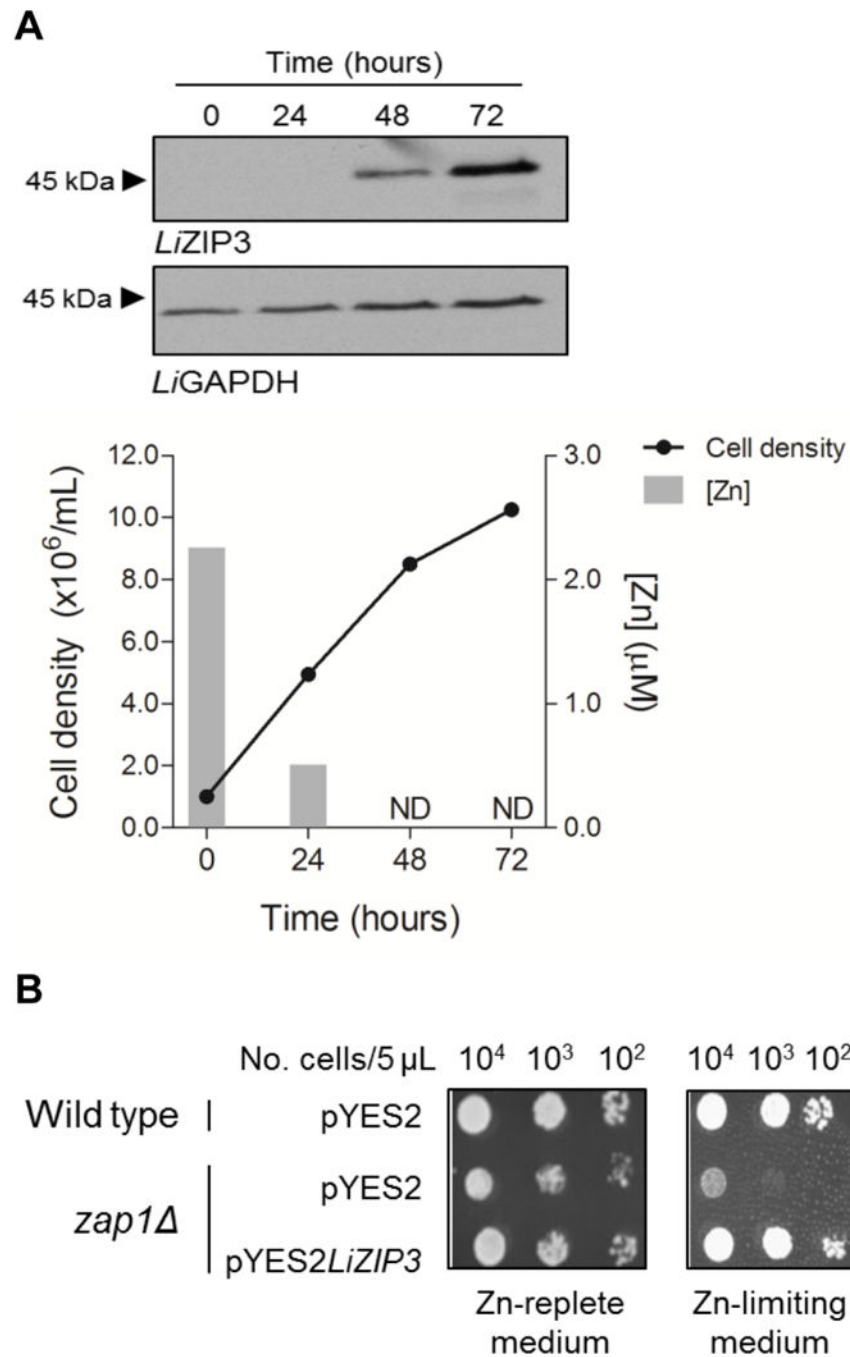 A
Time (hours)
0 24 48 72
45 kDa
LiZIP3
45 kDa
LiGAPDH
Cell density
[Zn]
Cell density (x10⁶/mL)
12.0
10.0
8.0
6.0
4.0
2.0
0.0
3.0
2.0
1.0
0.0
[Zn] (µM)
ND ND
0 24 48 72
Time (hours)
B
No. cells/5 µL 10⁴ 10³ 10² 10⁴ 10³ 10²
Wild type pYES2
pYES2
zap1Δ
pYES2LiZIP3
Zn-replete
medium
Zn-limiting
medium